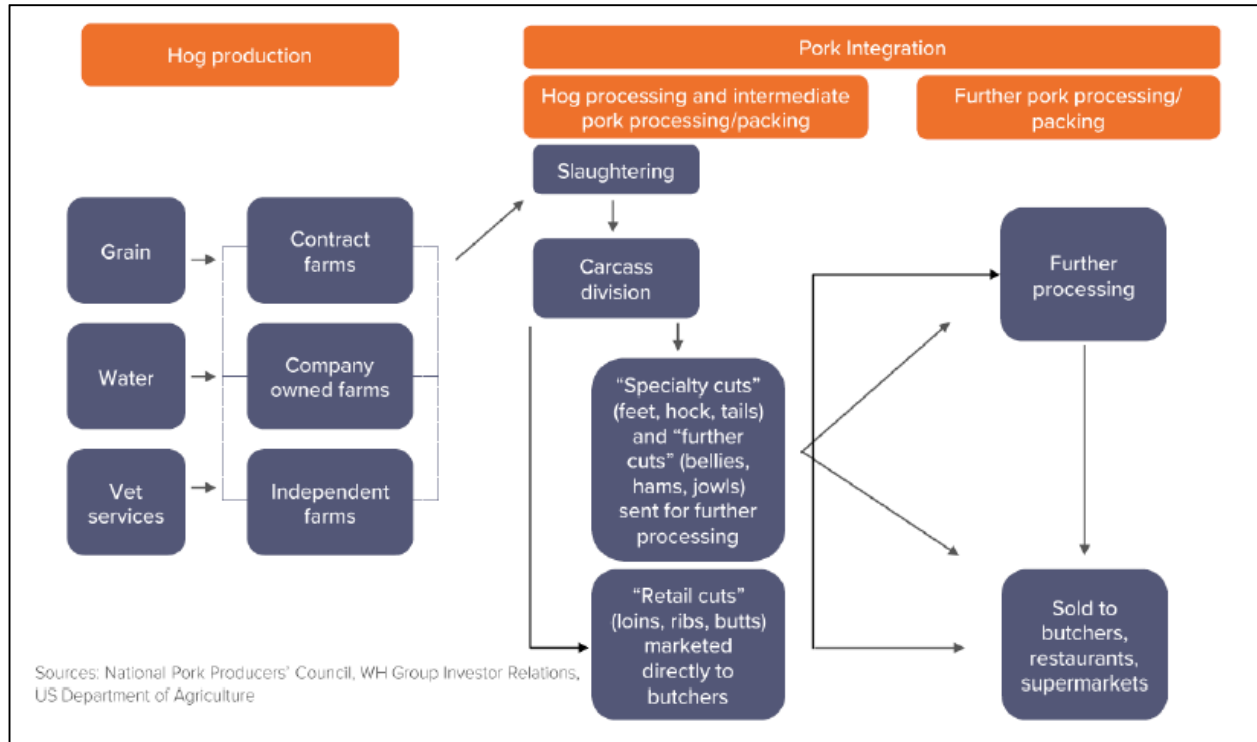 Hog production
Pork Integration
Hog processing and intermediate
pork processing/packing
Further pork processing/
packing
Slaughtering
Grain
Contract
farms
Carcass
division
Further
processing
Water
Company
owned farms
"Specialty cuts"
(feet, hock, tails)
and "further
cuts" (bellies,
hams, jowls)
sent for further
processing
Vet
services
Independent
farms
"Retail cuts"
(loins, ribs, butts)
marketed
directly to
butchers
Sold to
butchers,
restaurants,
supermarkets
Sources: National Pork Producers' Council, WH Group Investor Relations,
US Department of Agriculture